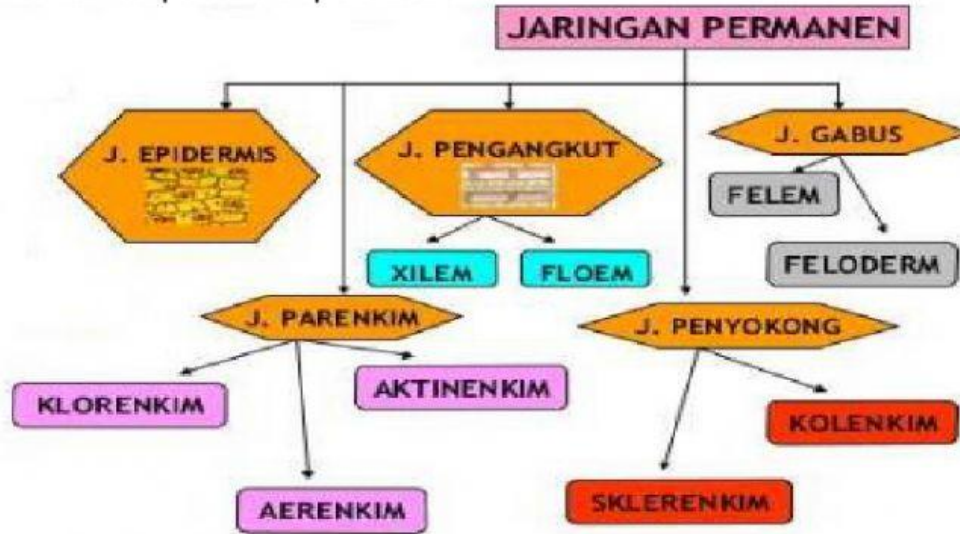 JARINGAN PERMANEN
J. EPIDERMIS
J. PENGANGKUT
J. GABUS
FELEM
XILEM
FLOEM
FELODERM
J. PARENKIM
J. PENYOKONG
KLORENKIM
AKTINENKIM
KOLENKIM
AERENKIM
SKLERENKIM